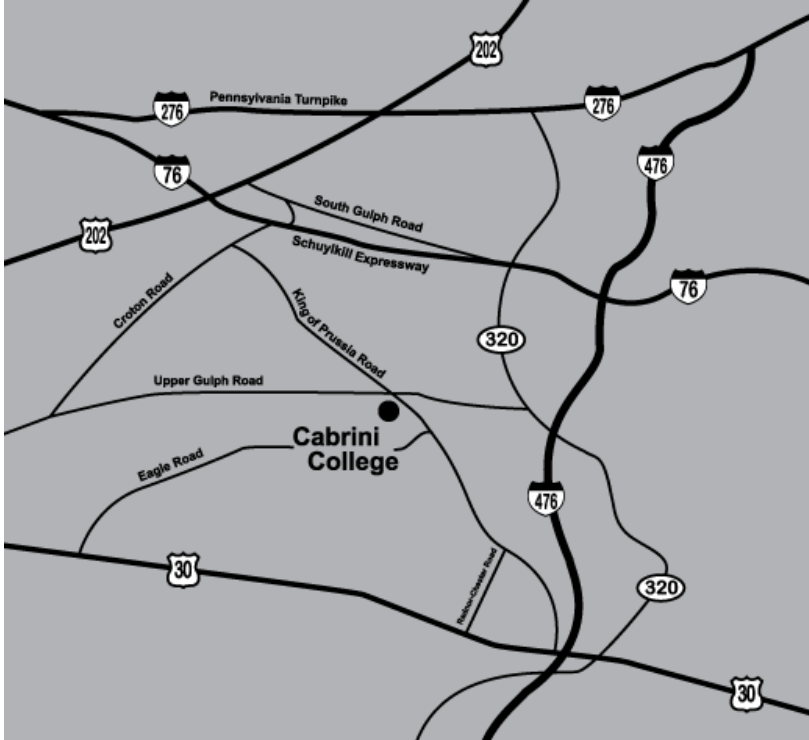 202
Pennsylvania Turnpike
276
276
476
76
South Gulph Road
202
Schuylkill Expressway
76
Croton Road
King of Prussia Road
320
Upper Gulph Road
Cabrini
College
Eagle Road
476
Radnor-Chester Road
30
320
30